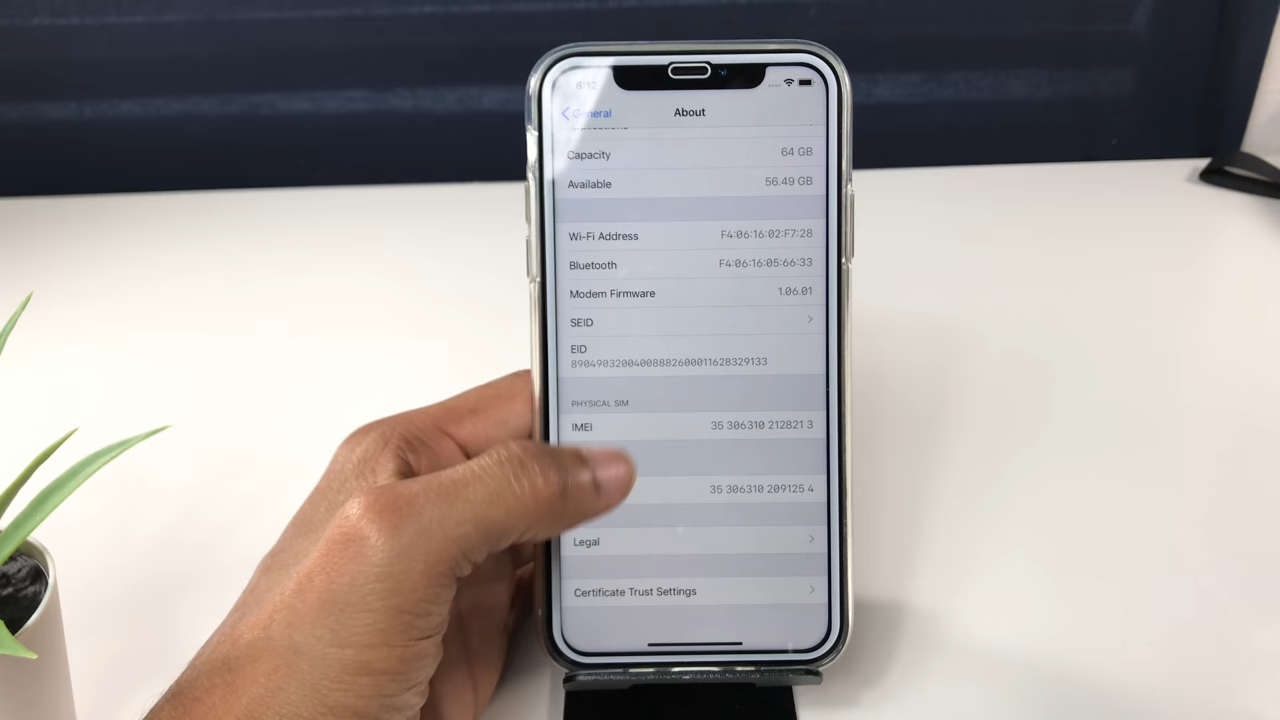 6:12
General
About
Capacity
64 GB
Available
56.49 GB
Wi-Fi Address
F4:06:16:02:F7:28
Bluetooth
F4:06:16:05:66:33
Modem Firmware
1.06.01
SEID
EID
89049032004008882600011628329133
PHYSICAL SIM
IMEI
35 306310 212821 3
35 306310 209125 4
Legal
Certificate Trust Settings